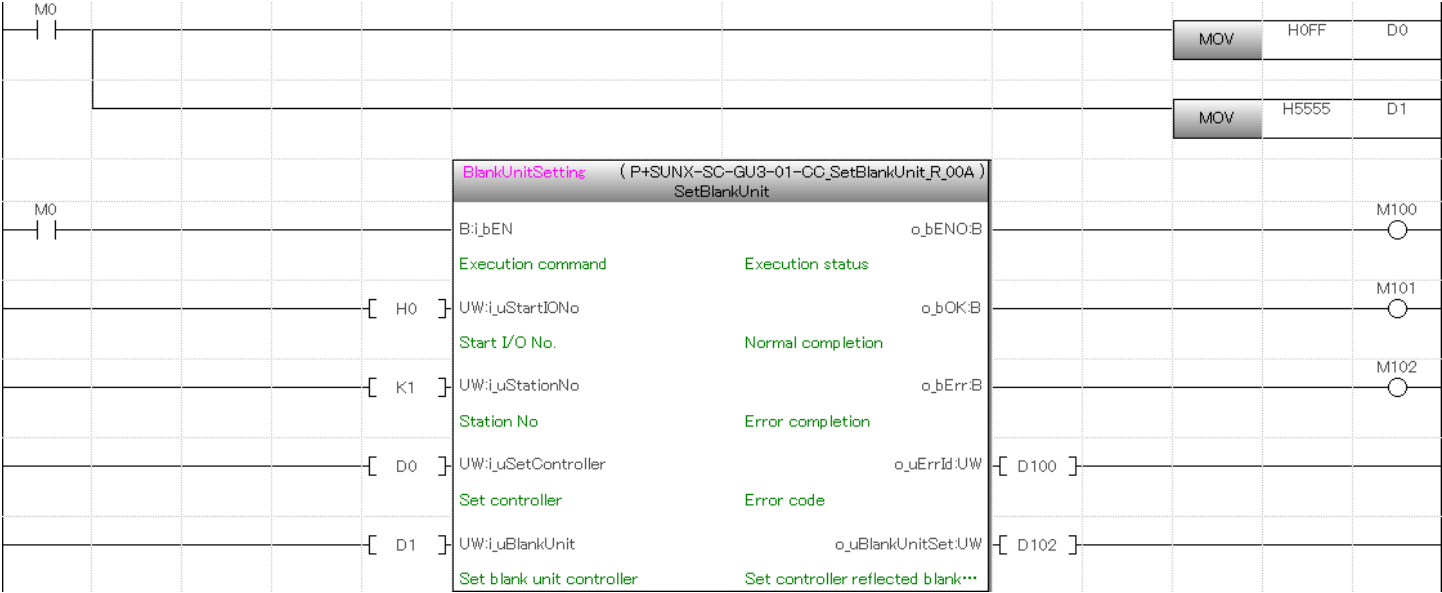 M0
MOV H0FF D0
MOV H5555 D1
BlankUnitSetting (P+SUNX-SC-GU3-01-CC_SetBlankUnit_R_00A)
SetBlankUnit
M0 M100
B:i_bEN o_bENO:B
Execution command Execution status
M101
H0 UW:i_uStartIONo o_bOK:B
Start I/O No. Normal completion
M102
K1 UW:i_uStationNo o_bErr:B
Station No Error completion
D0 UW:i_uSetController o_uErrId:UW D100
Set controller Error code
D1 UW:i_uBlankUnit o_uBlankUnitSet:UW D102
Set blank unit controller Set controller reflected blank…